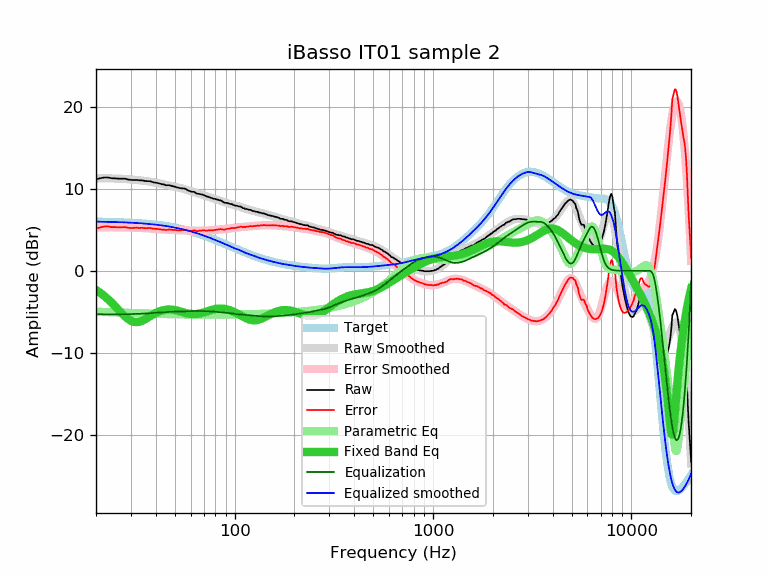 iBasso IT01 sample 2
Amplitude (dBr)
20
10
0
−10
−20
Target
Raw Smoothed
Error Smoothed
Raw
Error
Parametric Eq
Fixed Band Eq
Equalization
Equalized smoothed
100
1000
10000
Frequency (Hz)